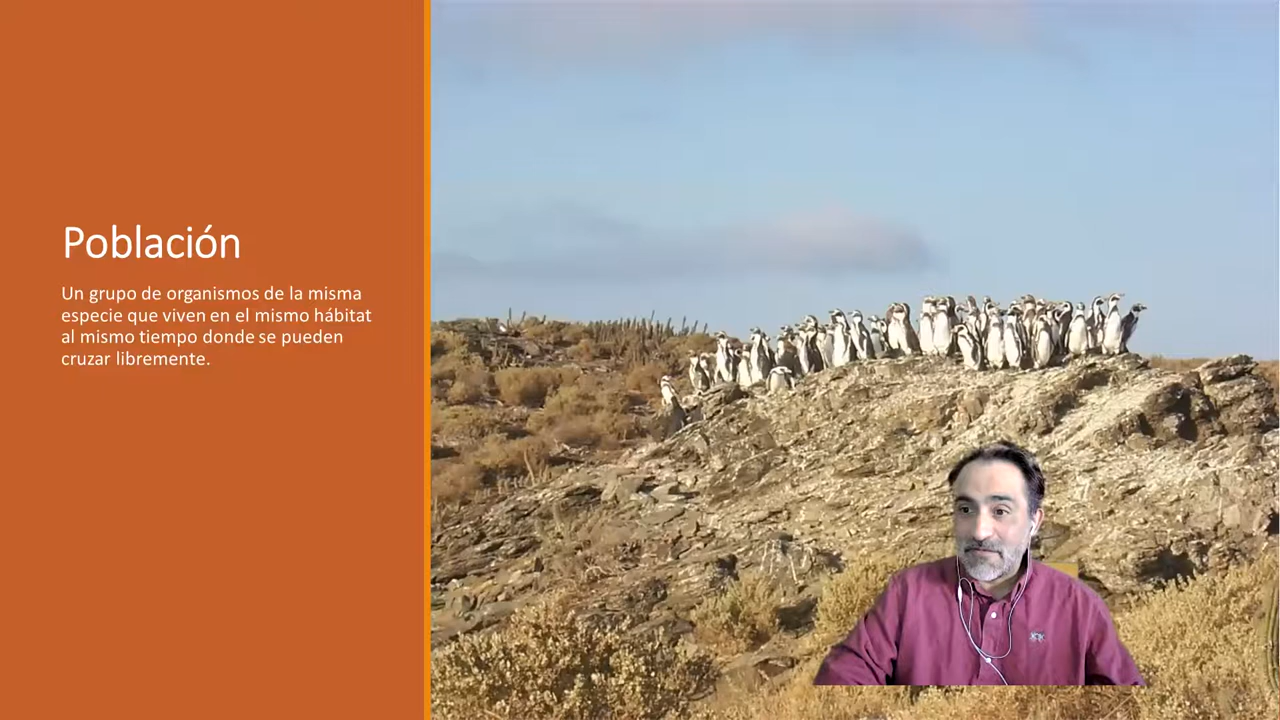 Población
Un grupo de organismos de la misma
especie que viven en el mismo hábitat
al mismo tiempo donde se pueden
cruzar libremente.